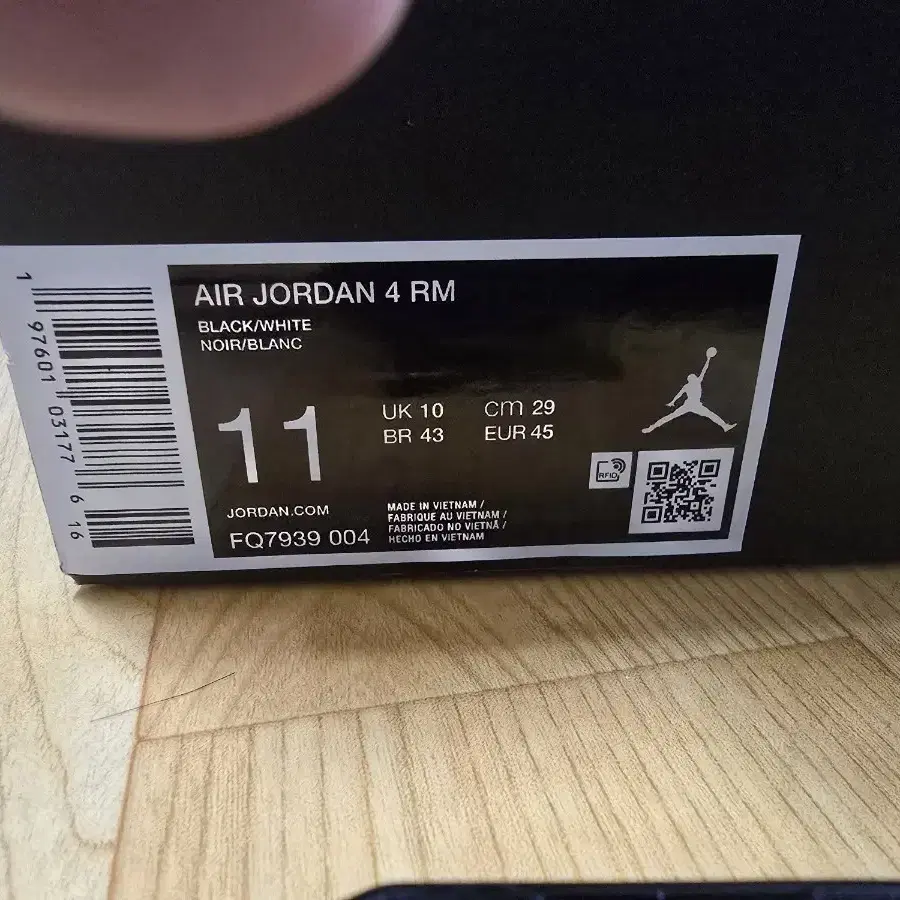 AIR JORDAN 4 RM
BLACK/WHITE
NOIR/BLANC
11
UK 10 cm 29
BR 43 EUR 45
RFID
JORDAN.COM
FQ7939 004
MADE IN VIETNAM /
FABRIQUE AU VIETNAM /
FABRICADO NO VIETNÃ /
HECHO EN VIETNAM
1 97601 03177 6 16